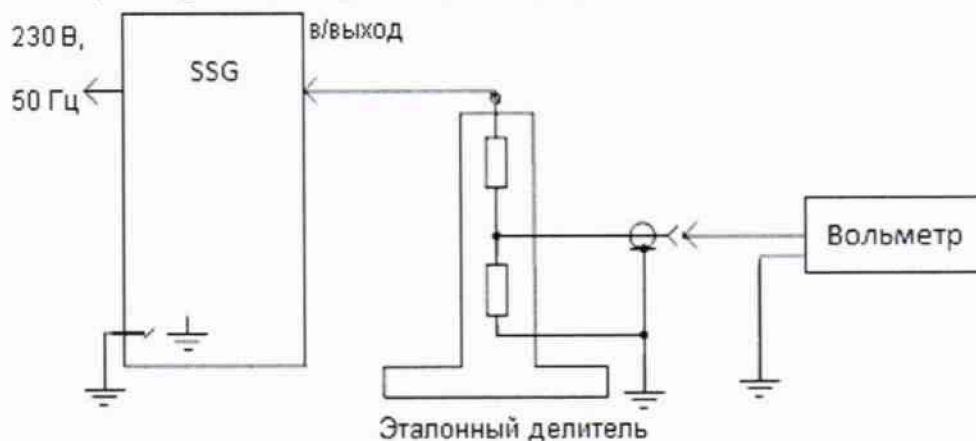 230 В,
50 Гц
SSG
в/выход
Вольметр
Эталонный делитель